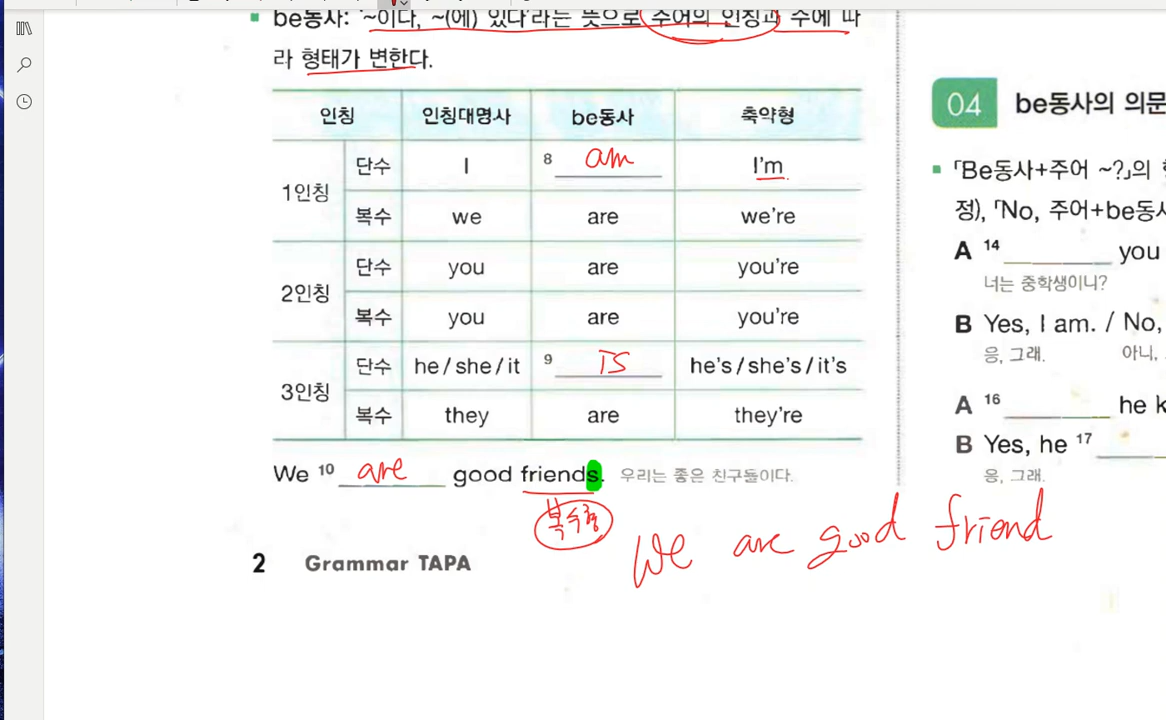 be동사: '~이다, ~(에) 있다'라는 뜻으로 주어의 인칭과 수에 따
라 형태가 변한다.
인칭 인칭대명사 be동사 축약형
1인칭 단수 I 8 am I'm
복수 we are we're
2인칭 단수 you are you're
복수 you are you're
3인칭 단수 he/she/it 9 is he's/she's/it's
복수 they are they're
We 10 are good friends. 우리는 좋은 친구들이다.
복수형
We are good friend
2 Grammar TAPA
04 be동사의 의문
「Be동사+주어 ~?」의
정), 「No, 주어+be동사
A 14 you
너는 중학생이니?
B Yes, I am. / No,
응, 그래. 아니,
A 16 he k
B Yes, he 17
응, 그래.